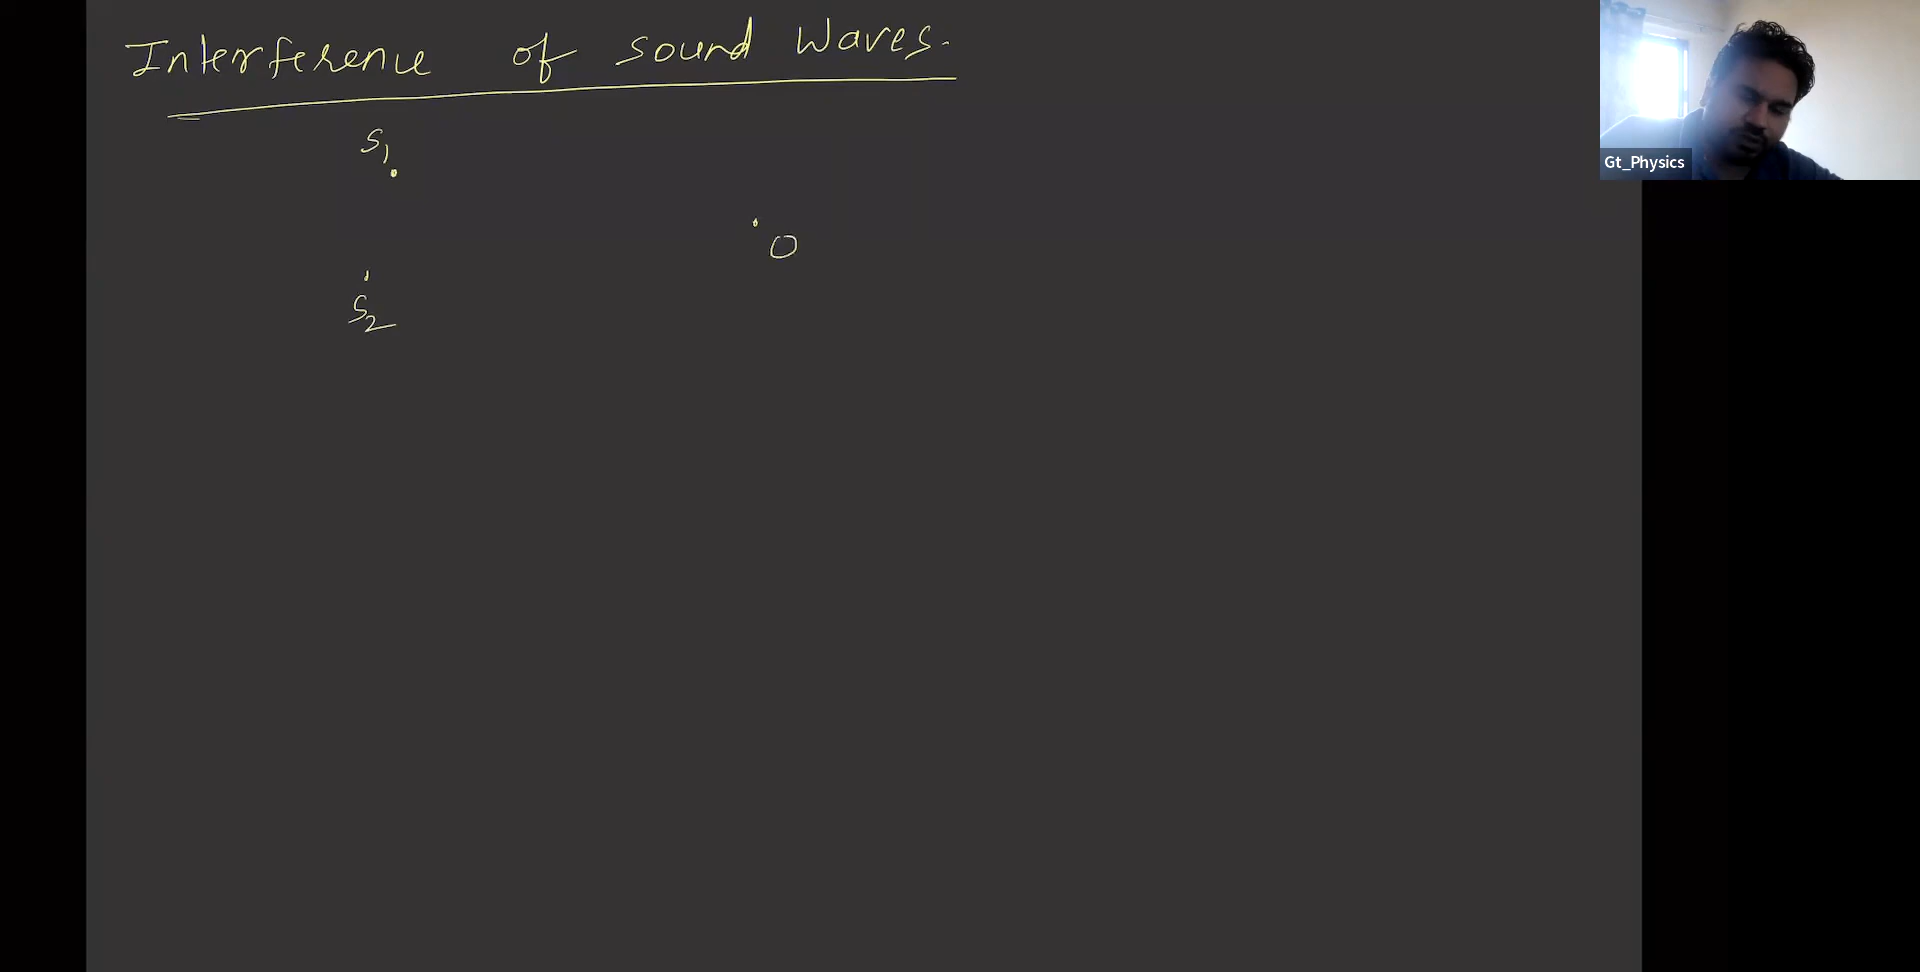 Interference of sound Waves.
S1
O
S2
Gt_Physics